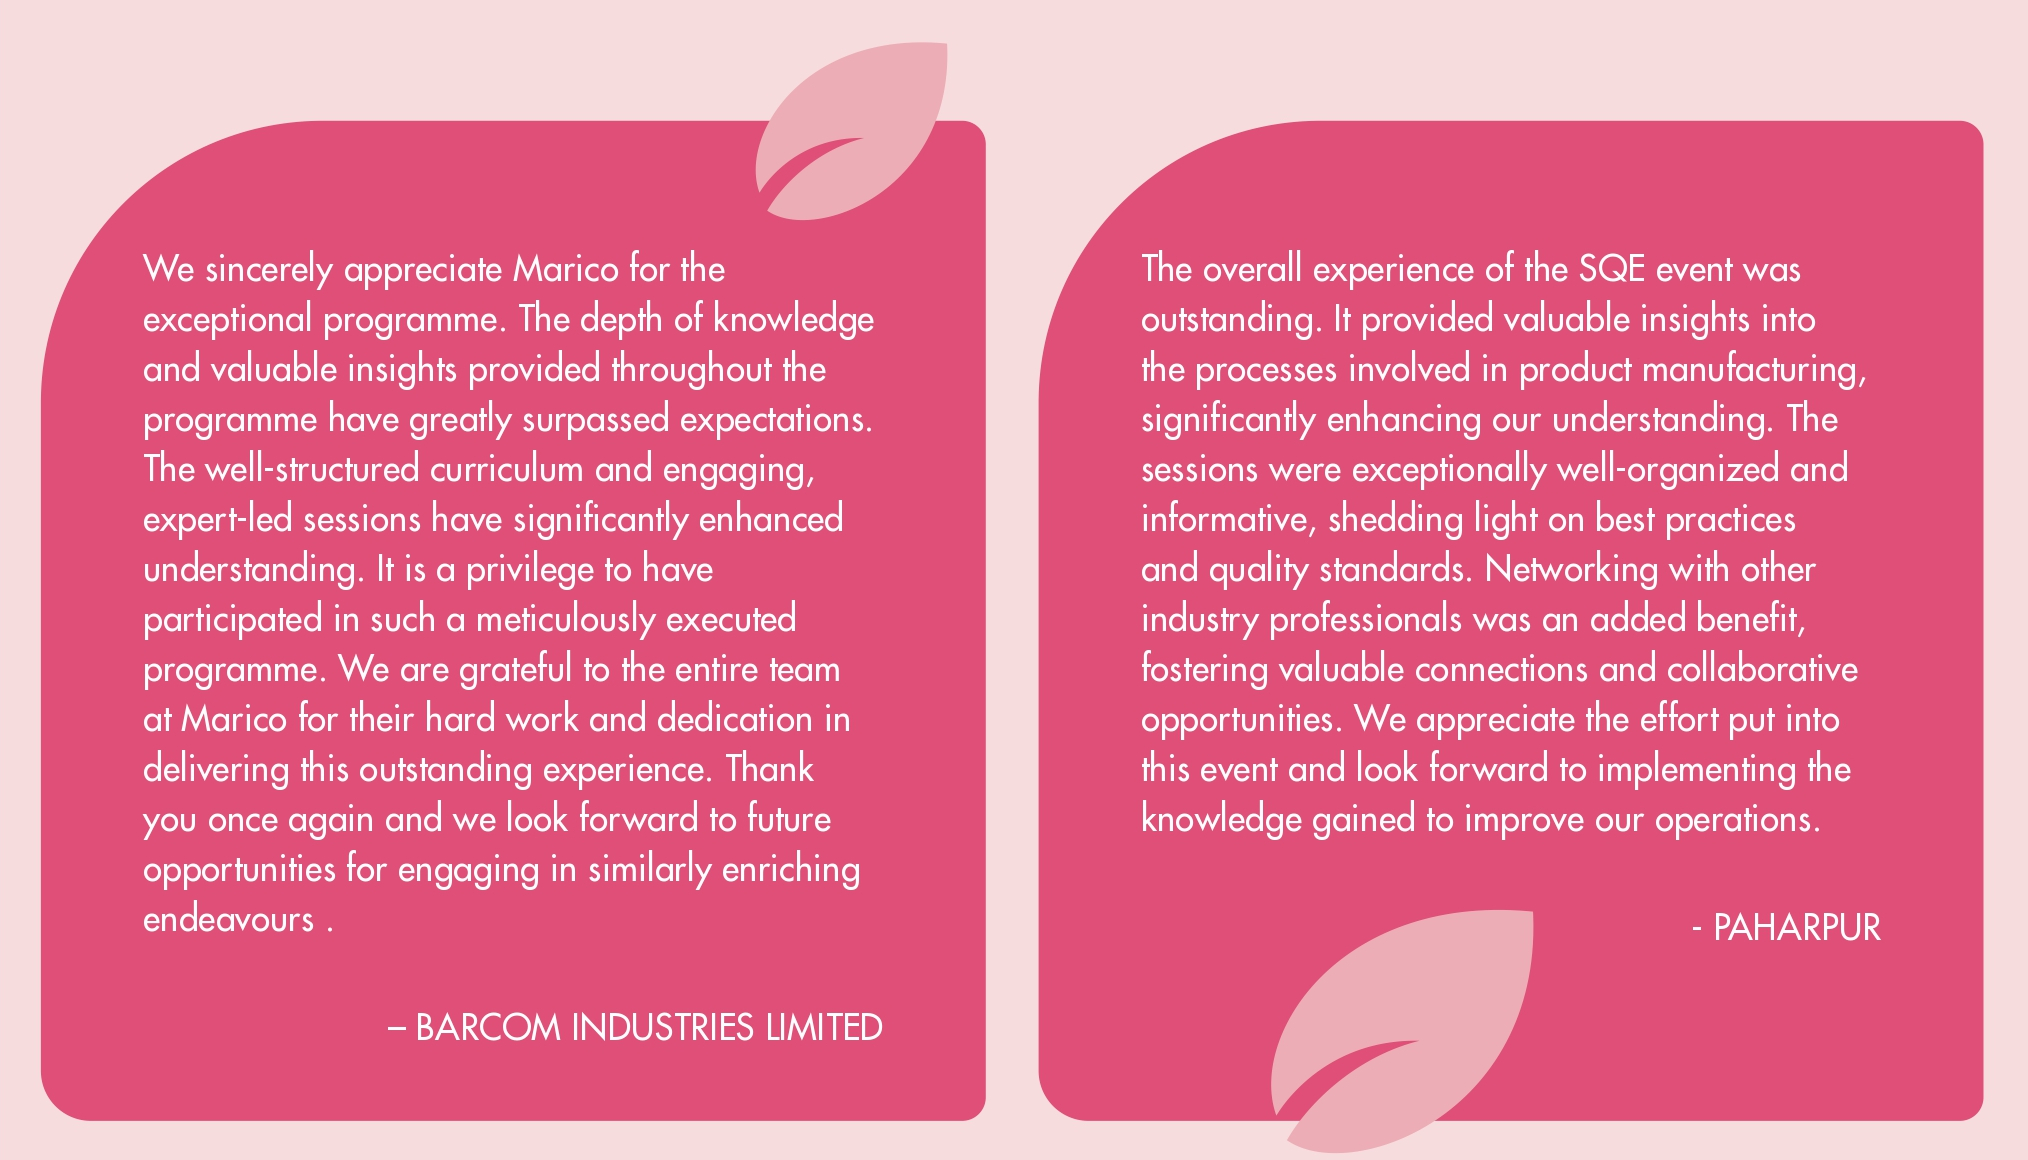 We sincerely appreciate Marico for the
exceptional programme. The depth of knowledge
and valuable insights provided throughout the
programme have greatly surpassed expectations.
The well-structured curriculum and engaging,
expert-led sessions have significantly enhanced
understanding. It is a privilege to have
participated in such a meticulously executed
programme. We are grateful to the entire team
at Marico for their hard work and dedication in
delivering this outstanding experience. Thank
you once again and we look forward to future
opportunities for engaging in similarly enriching
endeavours .
– BARCOM INDUSTRIES LIMITED
The overall experience of the SQE event was
outstanding. It provided valuable insights into
the processes involved in product manufacturing,
significantly enhancing our understanding. The
sessions were exceptionally well-organized and
informative, shedding light on best practices
and quality standards. Networking with other
industry professionals was an added benefit,
fostering valuable connections and collaborative
opportunities. We appreciate the effort put into
this event and look forward to implementing the
knowledge gained to improve our operations.
- PAHARPUR